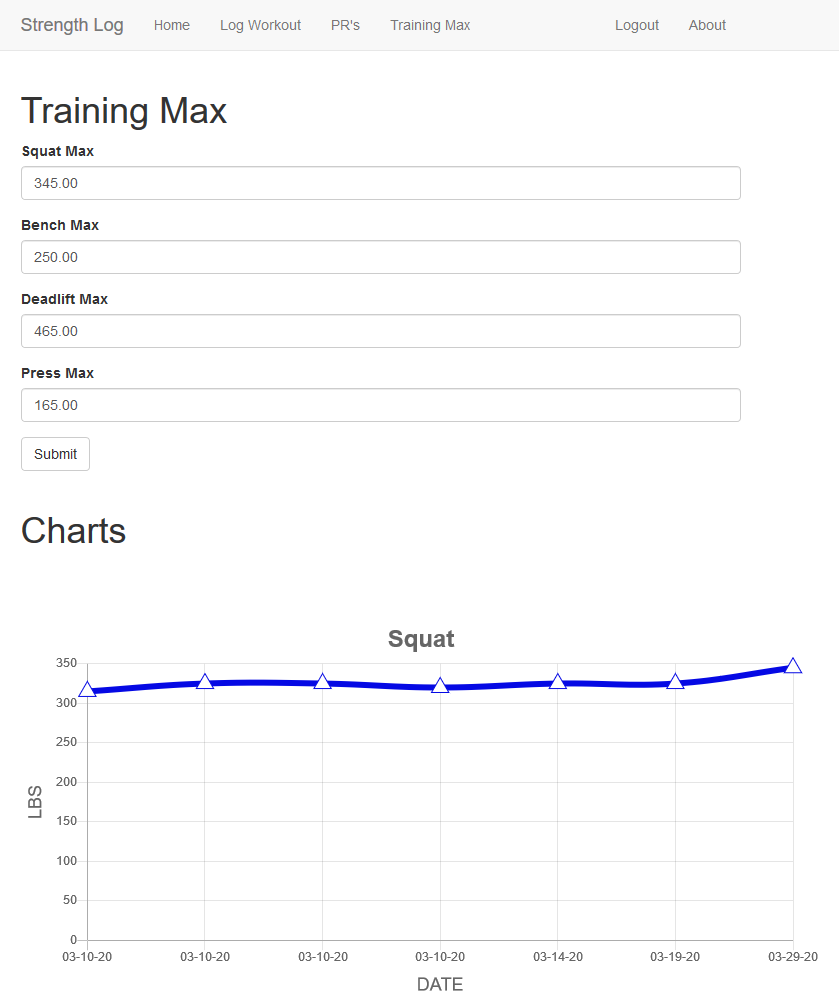 Strength Log Home Log Workout PR's Training Max Logout About
Training Max
Squat Max
345.00
Bench Max
250.00
Deadlift Max
465.00
Press Max
165.00
Submit
Charts
Squat
350
300
250
200
150
100
50
0
LBS
03-10-20 03-10-20 03-10-20 03-10-20 03-14-20 03-19-20 03-29-20
DATE